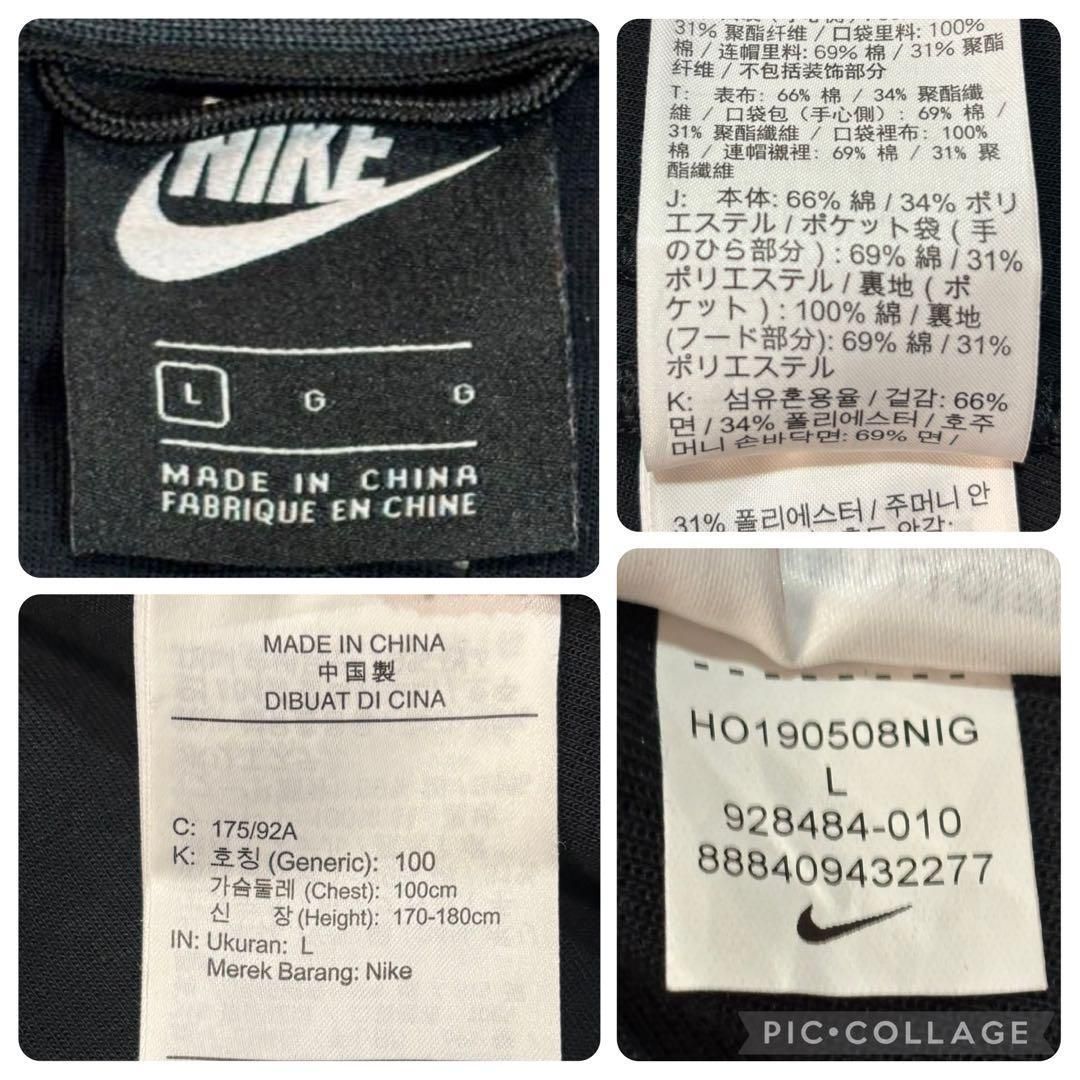 NIKE
L G G
MADE IN CHINA
FABRIQUE EN CHINE
31% 聚酯纤维 / 口袋里料: 100%
棉 / 连帽里料: 69% 棉 / 31% 聚酯
纤维 / 不包括装饰部分
T: 表布: 66% 棉 / 34% 聚酯纖
維 / 口袋包 (手心側) : 69% 棉 /
31% 聚酯纖維 / 口袋裡布: 100%
棉 / 連帽襯裡: 69% 棉 / 31% 聚
酯纖維
J: 本体: 66% 綿 / 34% ポリ
エステル / ポケット袋 ( 手
のひら部分 ) : 69% 綿 / 31%
ポリエステル / 裏地 ( ポ
ケット ) : 100% 綿 / 裏地
(フード部分): 69% 綿 / 31%
ポリエステル
K: 섬유혼용율 / 겉감: 66%
면 / 34% 폴리에스터 / 호주
머니 손바닥면: 69% 면 /
31% 폴리에스터 / 주머니 안
MADE IN CHINA
中国製
DIBUAT DI CINA
C: 175/92A
K: 호칭 (Generic): 100
가슴둘레 (Chest): 100cm
신 장 (Height): 170-180cm
IN: Ukuran: L
Merek Barang: Nike
HO190508NIG
L
928484-010
888409432277
PIC•COLLAGE